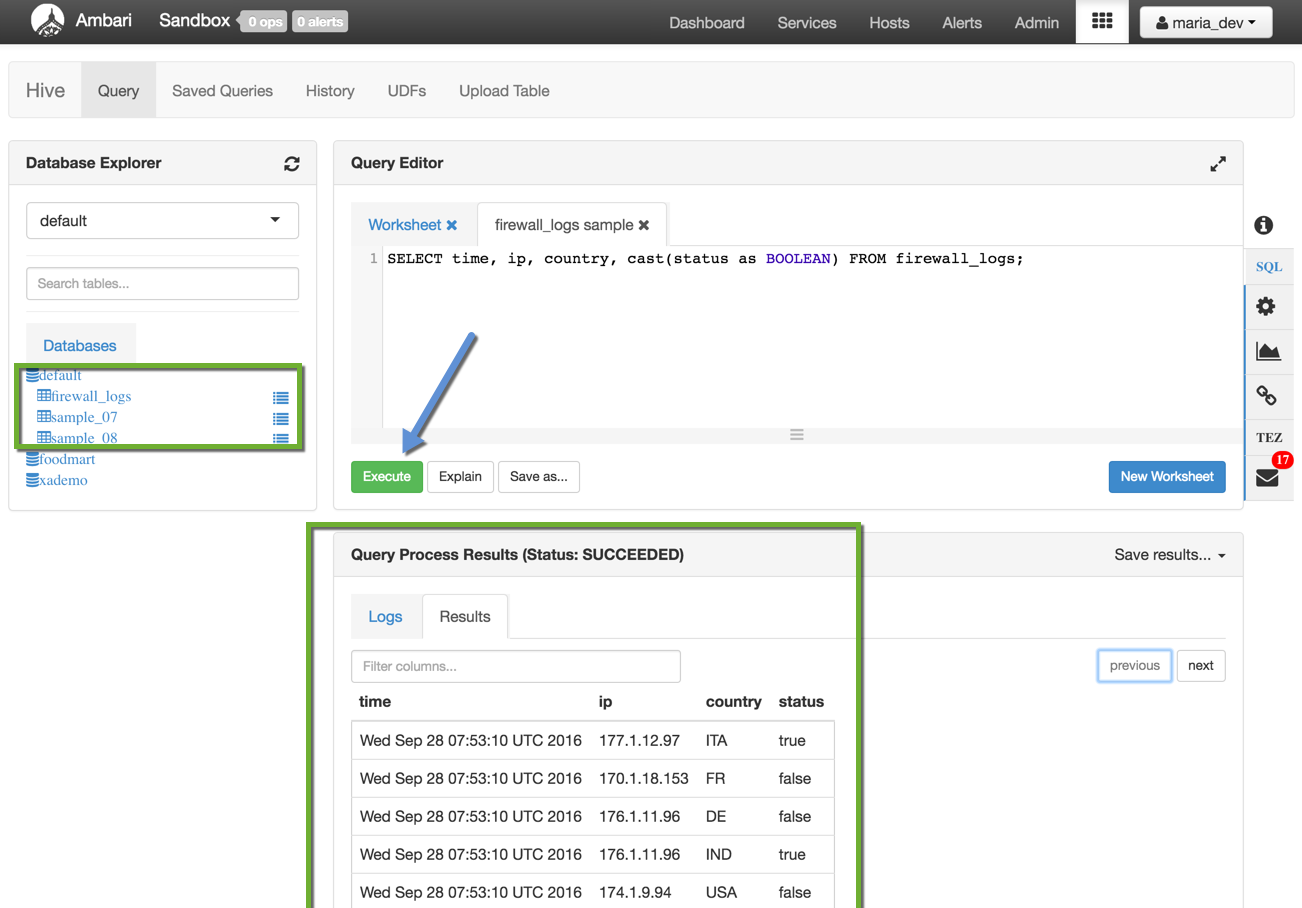 Ambari Sandbox 0 ops 0 alerts Dashboard Services Hosts Alerts Admin maria_dev
Hive Query Saved Queries History UDFs Upload Table
Database Explorer
default
Search tables...
Databases
default
firewall_logs
sample_07
sample_08
foodmart
xademo
Query Editor
Worksheet firewall_logs sample
1 SELECT time, ip, country, cast(status as BOOLEAN) FROM firewall_logs;
Execute Explain Save as... New Worksheet
SQL
TEZ
17
Query Process Results (Status: SUCCEEDED) Save results...
Logs Results
Filter columns... previous next
time ip country status
Wed Sep 28 07:53:10 UTC 2016 177.1.12.97 ITA true
Wed Sep 28 07:53:10 UTC 2016 170.1.18.153 FR false
Wed Sep 28 07:53:10 UTC 2016 176.1.11.96 DE false
Wed Sep 28 07:53:10 UTC 2016 176.1.11.96 IND true
Wed Sep 28 07:53:10 UTC 2016 174.1.9.94 USA false